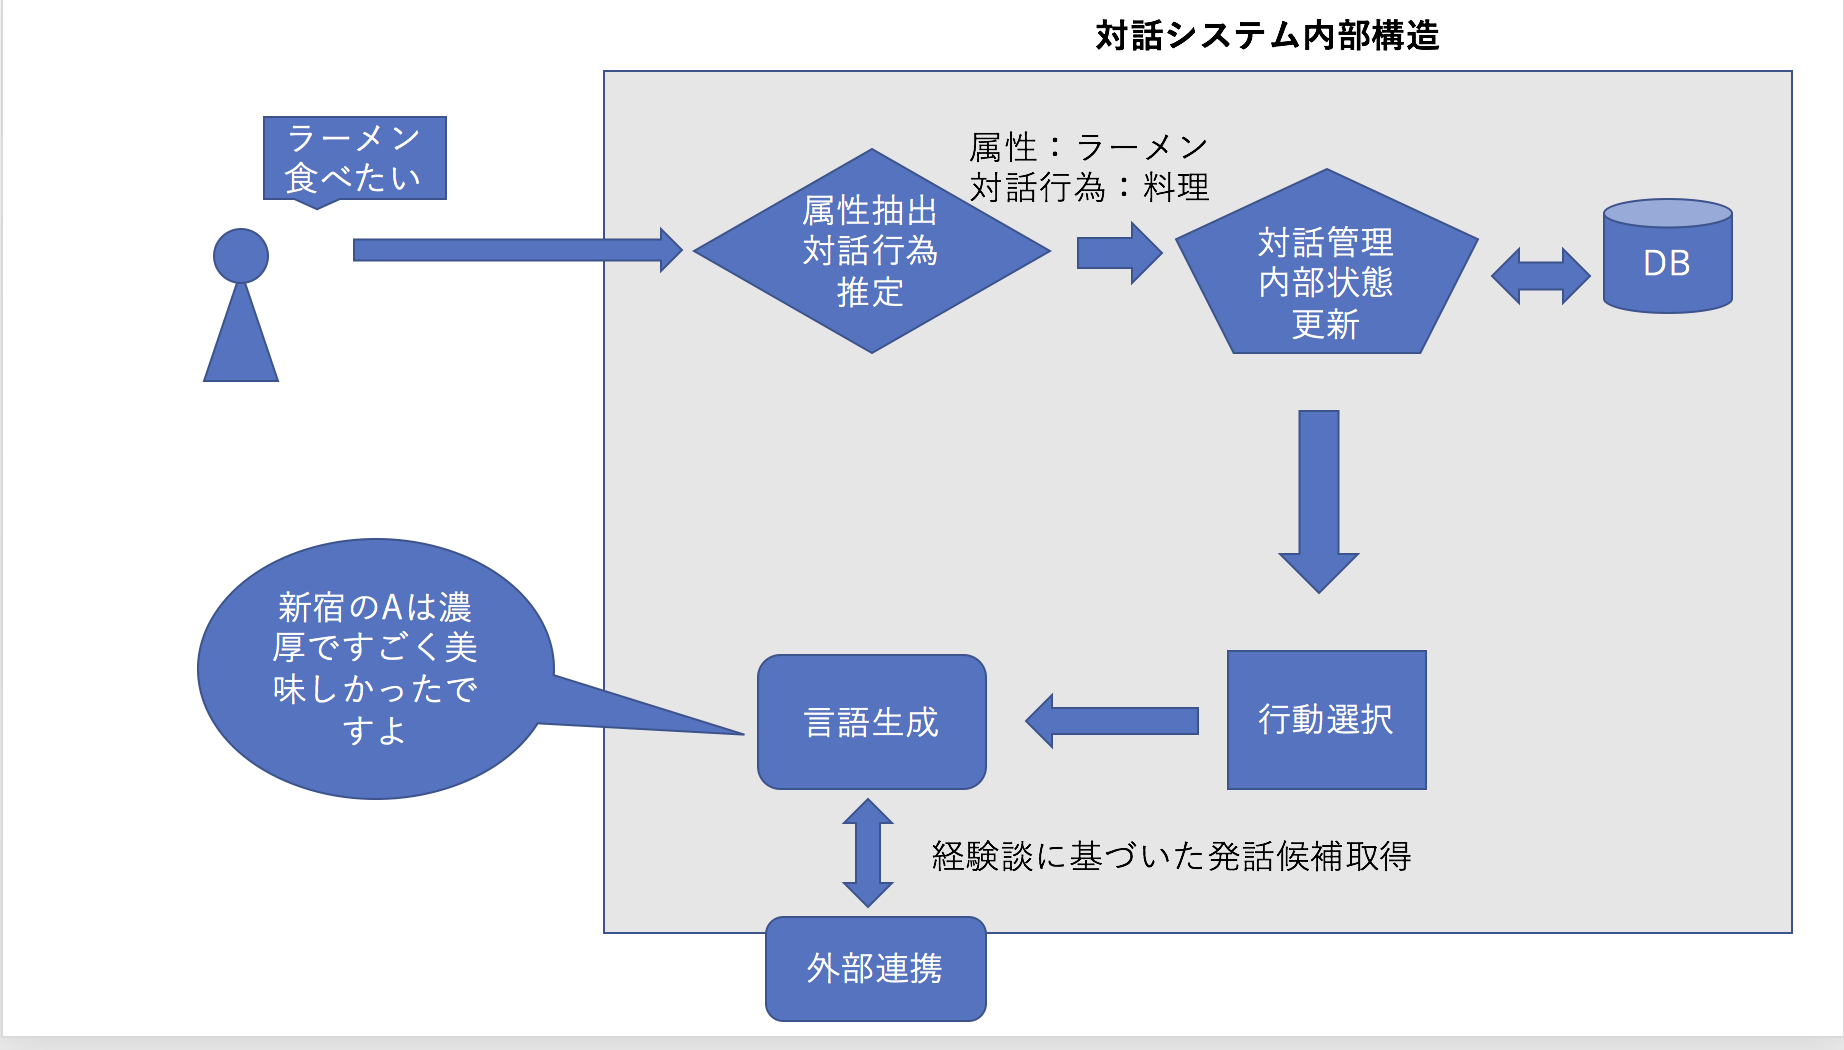 対話システム内部構造
ラーメン
食べたい
属性抽出
対話行為
推定
属性：ラーメン
対話行為：料理
対話管理
内部状態
更新
DB
新宿のAは濃
厚ですごく美
味しかったで
すよ
言語生成
行動選択
経験談に基づいた発話候補取得
外部連携